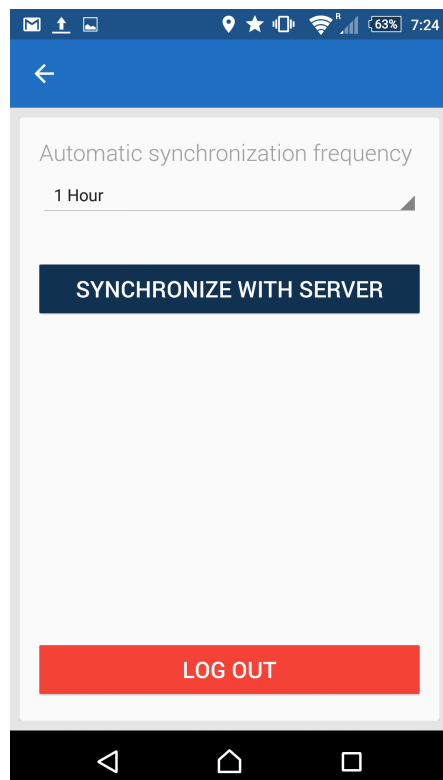 R
63% 7:24
Automatic synchronization frequency
1 Hour
SYNCHRONIZE WITH SERVER
LOG OUT